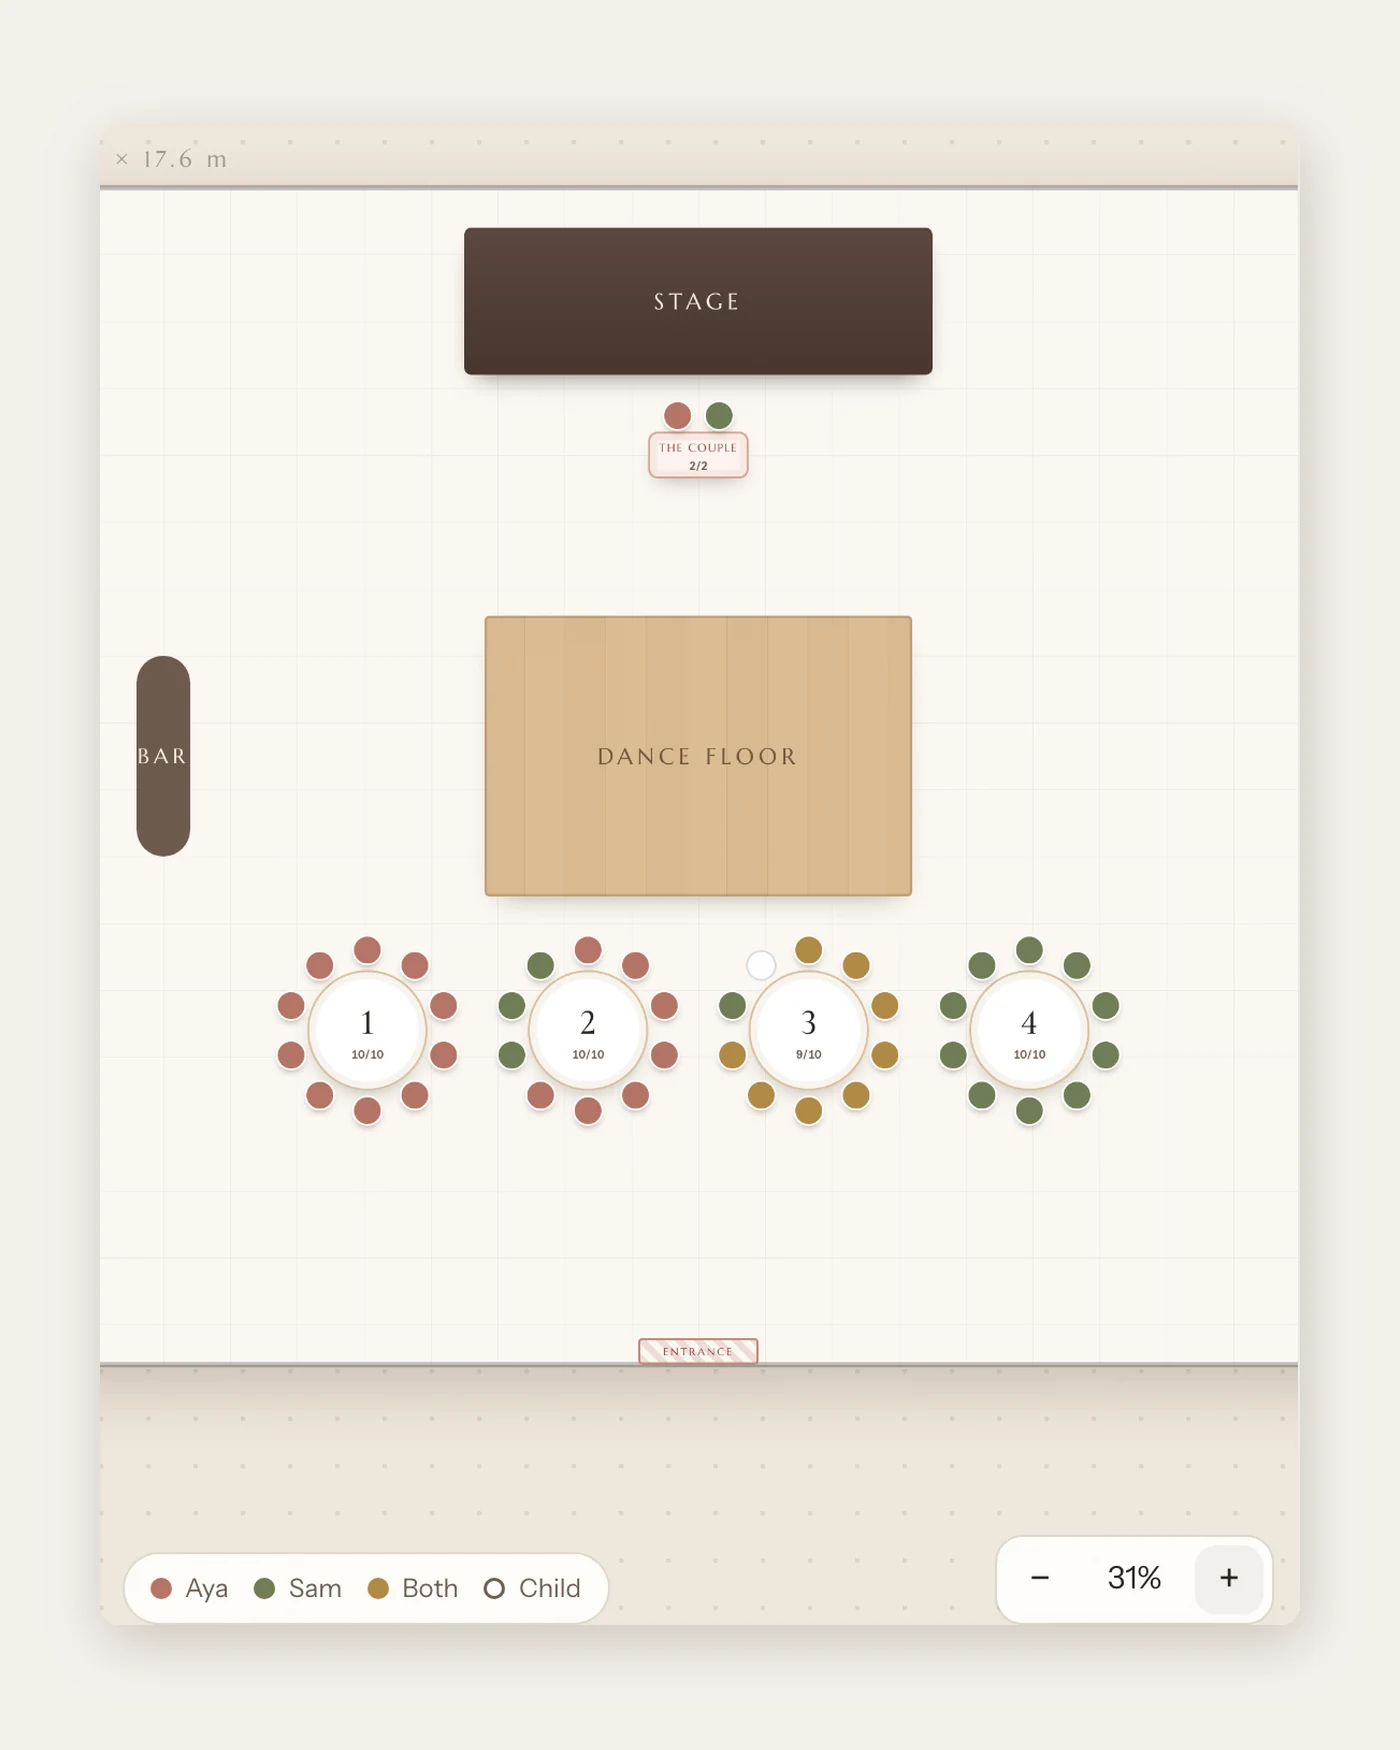 × 17.6 m
STAGE
THE COUPLE
2/2
BAR
DANCE FLOOR
1
10/10
2
10/10
3
9/10
4
10/10
ENTRANCE
Aya
Sam
Both
Child
− 31% +